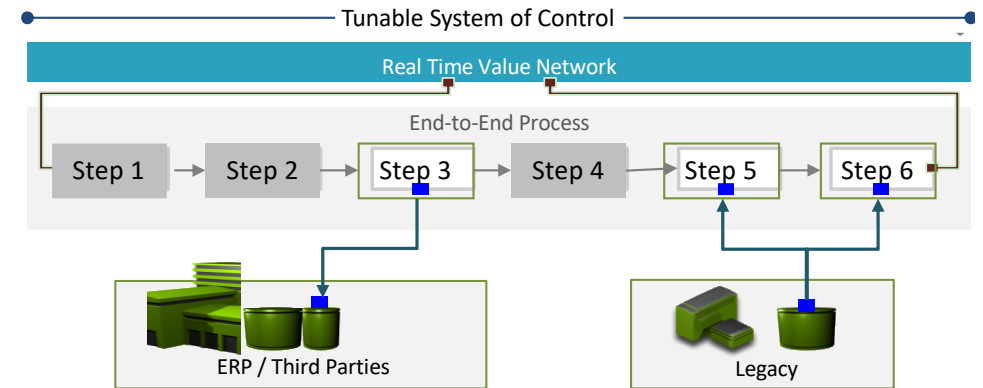 Tunable System of Control
Real Time Value Network
End-to-End Process
Step 1
Step 2
Step 3
Step 4
Step 5
Step 6
ERP / Third Parties
Legacy